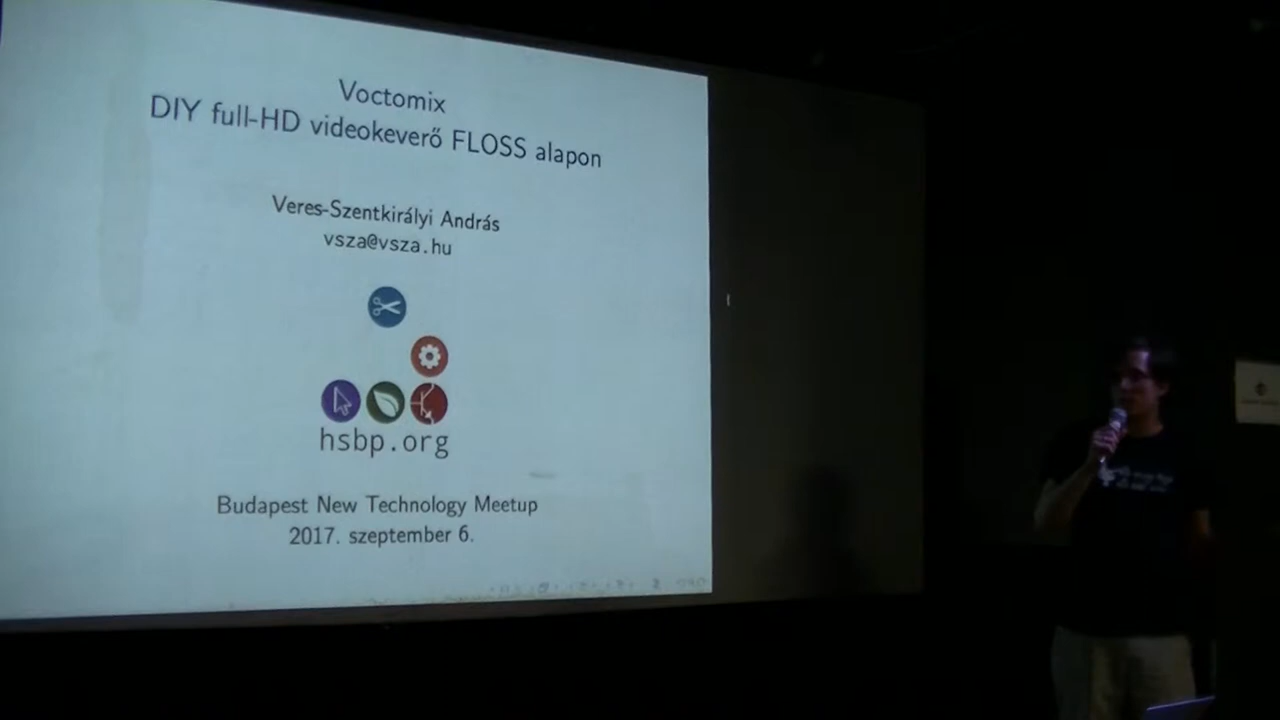 Voctomix
DIY full-HD videokeverő FLOSS alapon
Veres-Szentkirályi András
vsza@vsza.hu
hsbp.org
Budapest New Technology Meetup
2017. szeptember 6.